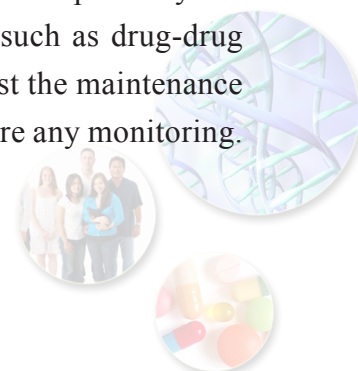 such as drug-drug
st the maintenance
re any monitoring.